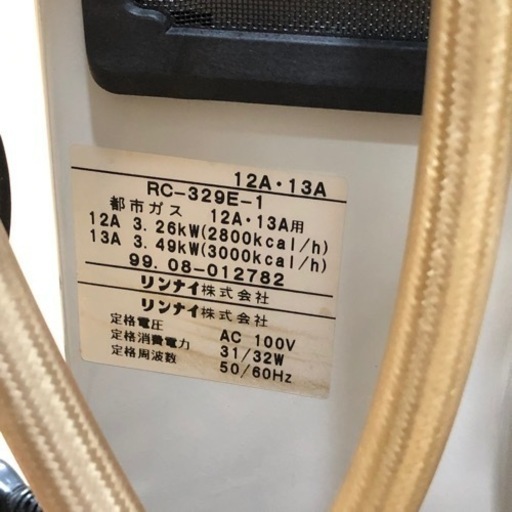 12A・13A
RC-329E-1
都市ガス 12A・13A用
12A 3.26kW(2800kcal/h)
13A 3.49kW(3000kcal/h)
99.08-012782
リンナイ株式会社
リンナイ株式会社
定格電圧 AC 100V
定格消費電力 31/32W
定格周波数 50/60Hz